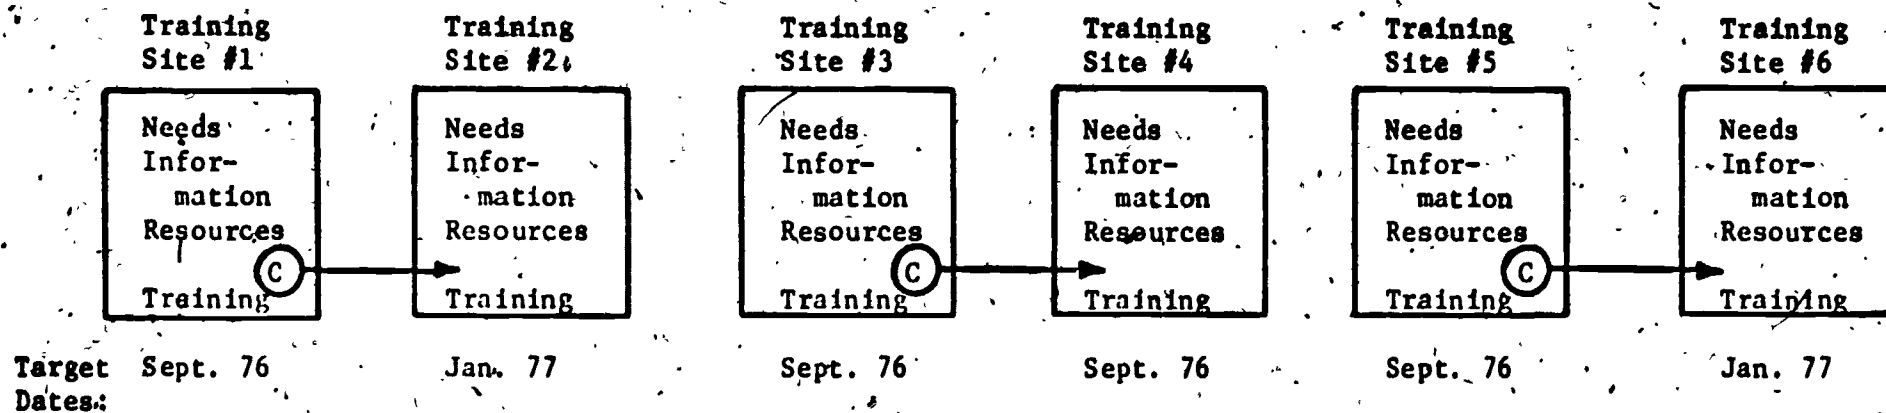 Training Training Training Training Training Training
Site #1 Site #2 Site #3 Site #4 Site #5 Site #6
Needs Needs Needs Needs Needs Needs
Infor- Infor- Infor- Infor- Infor- Infor-
mation mation mation mation mation mation
Resources Resources Resources Resources Resources Resources
C C C
Training Training Training Training Training Training
Target Sept. 76 Jan. 77 Sept. 76 Sept. 76 Sept. 76 Jan. 77
Dates: